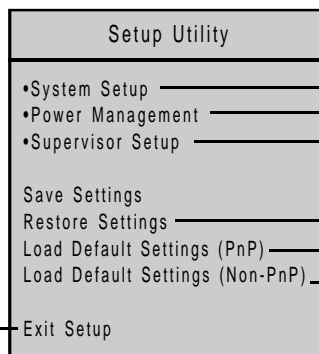 Setup Utility
•System Setup
•Power Management
•Supervisor Setup
Save Settings
Restore Settings
Load Default Settings (PnP)
Load Default Settings (Non-PnP)
Exit Setup